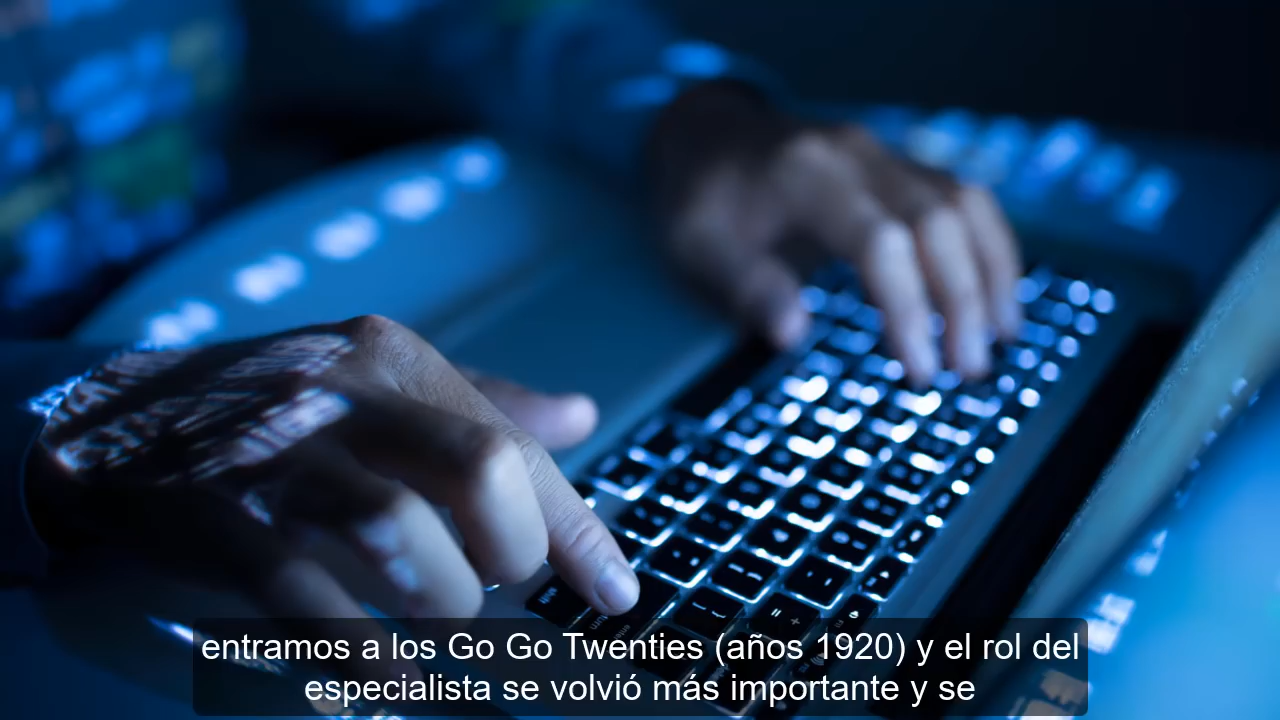 entramos a los Go Go Twenties (años 1920) y el rol del
especialista se volvió más importante y se